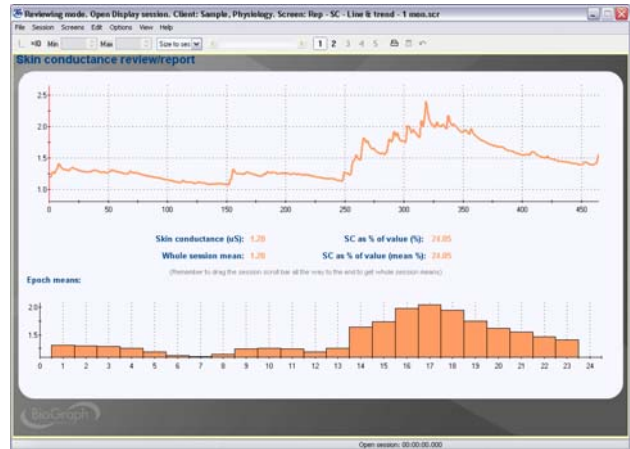 Reviewing mode. Open Display session. Client: Sample, Physiology. Screen: Rep - SC - Line & trend - 1 mon.scr
File Session Screens Edit Options View Help
Min Max Size to sec 1 2 3 4 5
Skin conductance review/report
2.5
2.0
1.5
1.0
0 50 100 150 200 250 300 350 400 450
Skin conductance (uS): 1.20 SC as % of value (%): 24.05
Whole session mean: 1.20 SC as % of value (mean %): 24.05
(Remember to drag the session scroll bar all the way to the end to get whole session means)
Epoch means:
2.0
1.5
0 1 2 3 4 5 6 7 8 9 10 11 12 13 14 15 16 17 18 19 20 21 22 23 24
BioGraph
Open session: 00:00:00.000